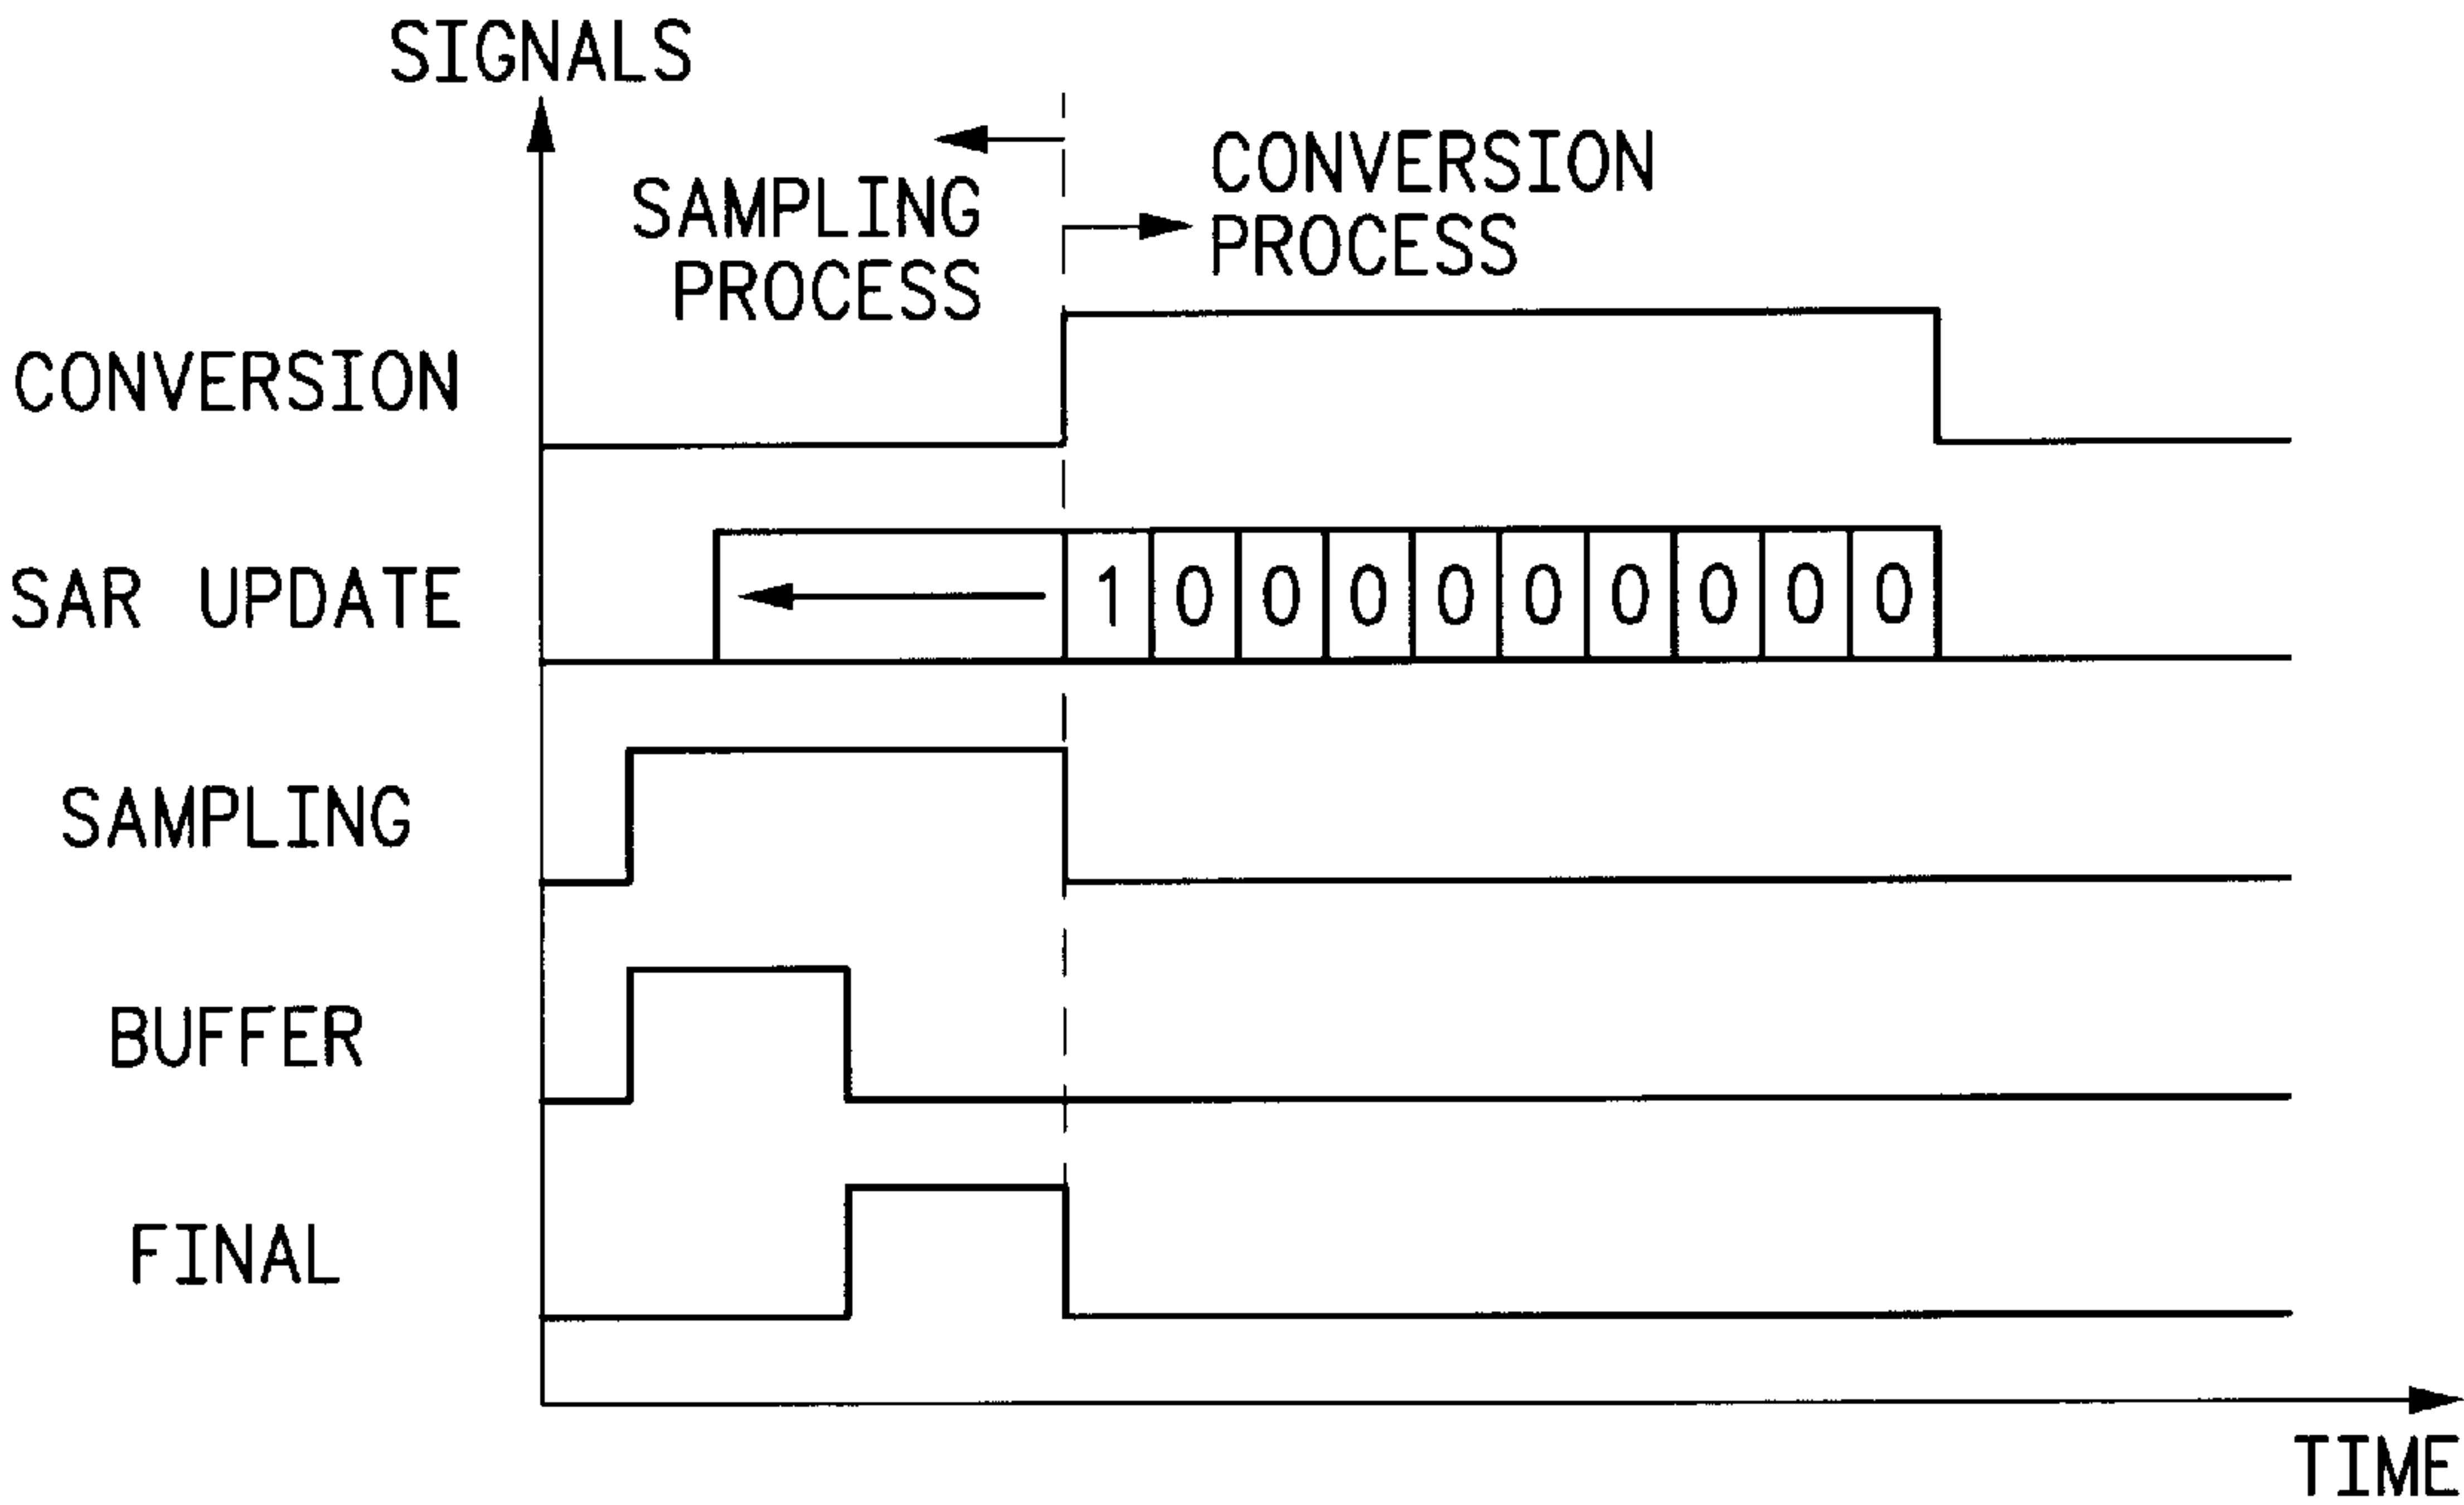 SIGNALS
SAMPLING
PROCESS
CONVERSION
PROCESS
CONVERSION
SAR UPDATE
1 0 0 0 0 0 0 0 0 0
SAMPLING
BUFFER
FINAL
TIME